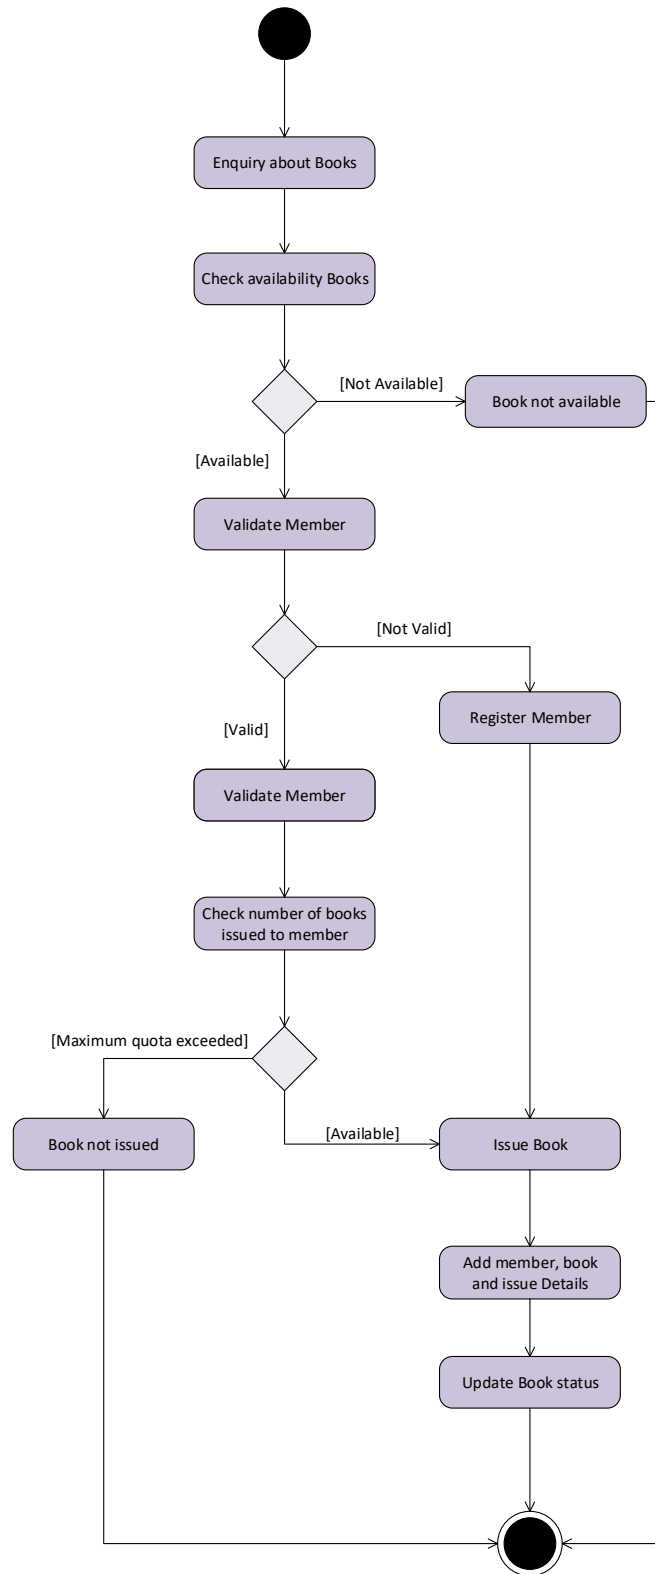 Enquiry about Books
Check availability Books
[Not Available]
Book not available
[Available]
Validate Member
[Not Valid]
Register Member
[Valid]
Validate Member
Check number of books
issued to member
[Maximum quota exceeded]
Book not issued
[Available]
Issue Book
Add member, book
and issue Details
Update Book status